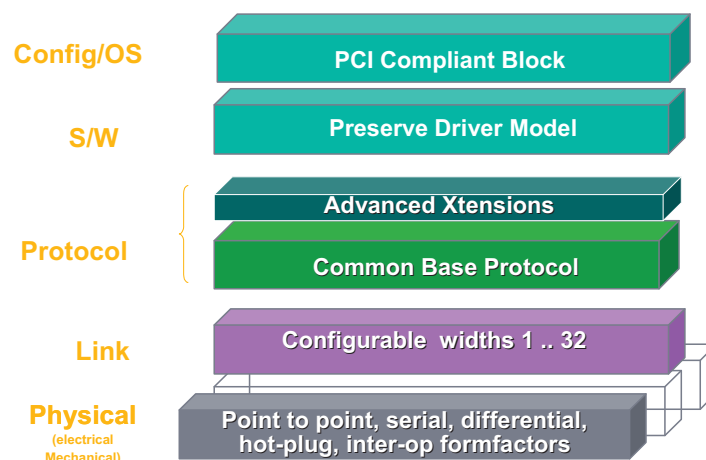 Config/OS
PCI Compliant Block
S/W
Preserve Driver Model
Advanced Xtensions
Protocol
Common Base Protocol
Link
Configurable widths 1 .. 32
Physical
(electrical
Mechanical)
Point to point, serial, differential,
hot-plug, inter-op formfactors